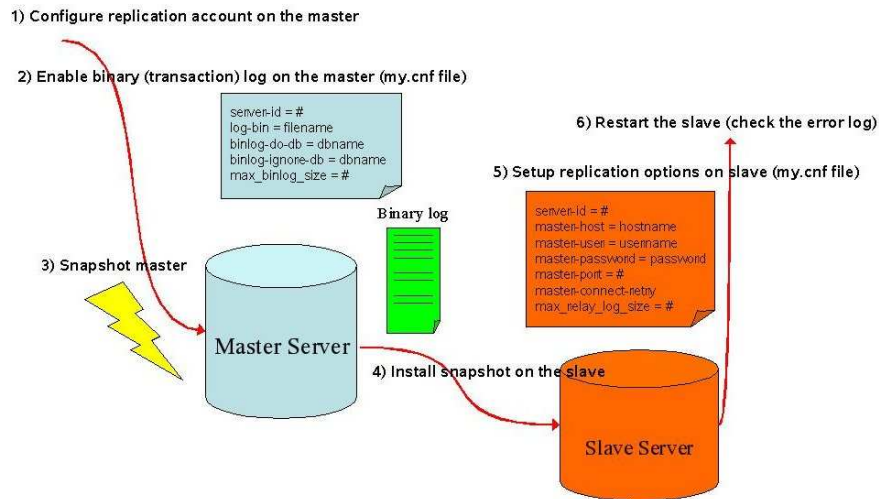 1) Configure replication account on the master
2) Enable binary (transaction) log on the master (my.cnf file)
server-id = #
log-bin = filename
binlog-do-db = dbname
binlog-ignore-db = dbname
max_binlog_size = #
Binary log
3) Snapshot master
Master Server
4) Install snapshot on the slave
5) Setup replication options on slave (my.cnf file)
server-id = #
master-host = hostname
master-user = username
master-password = password
master-port = #
master-connect-retry
max_relay_log_size = #
6) Restart the slave (check the error log)
Slave Server